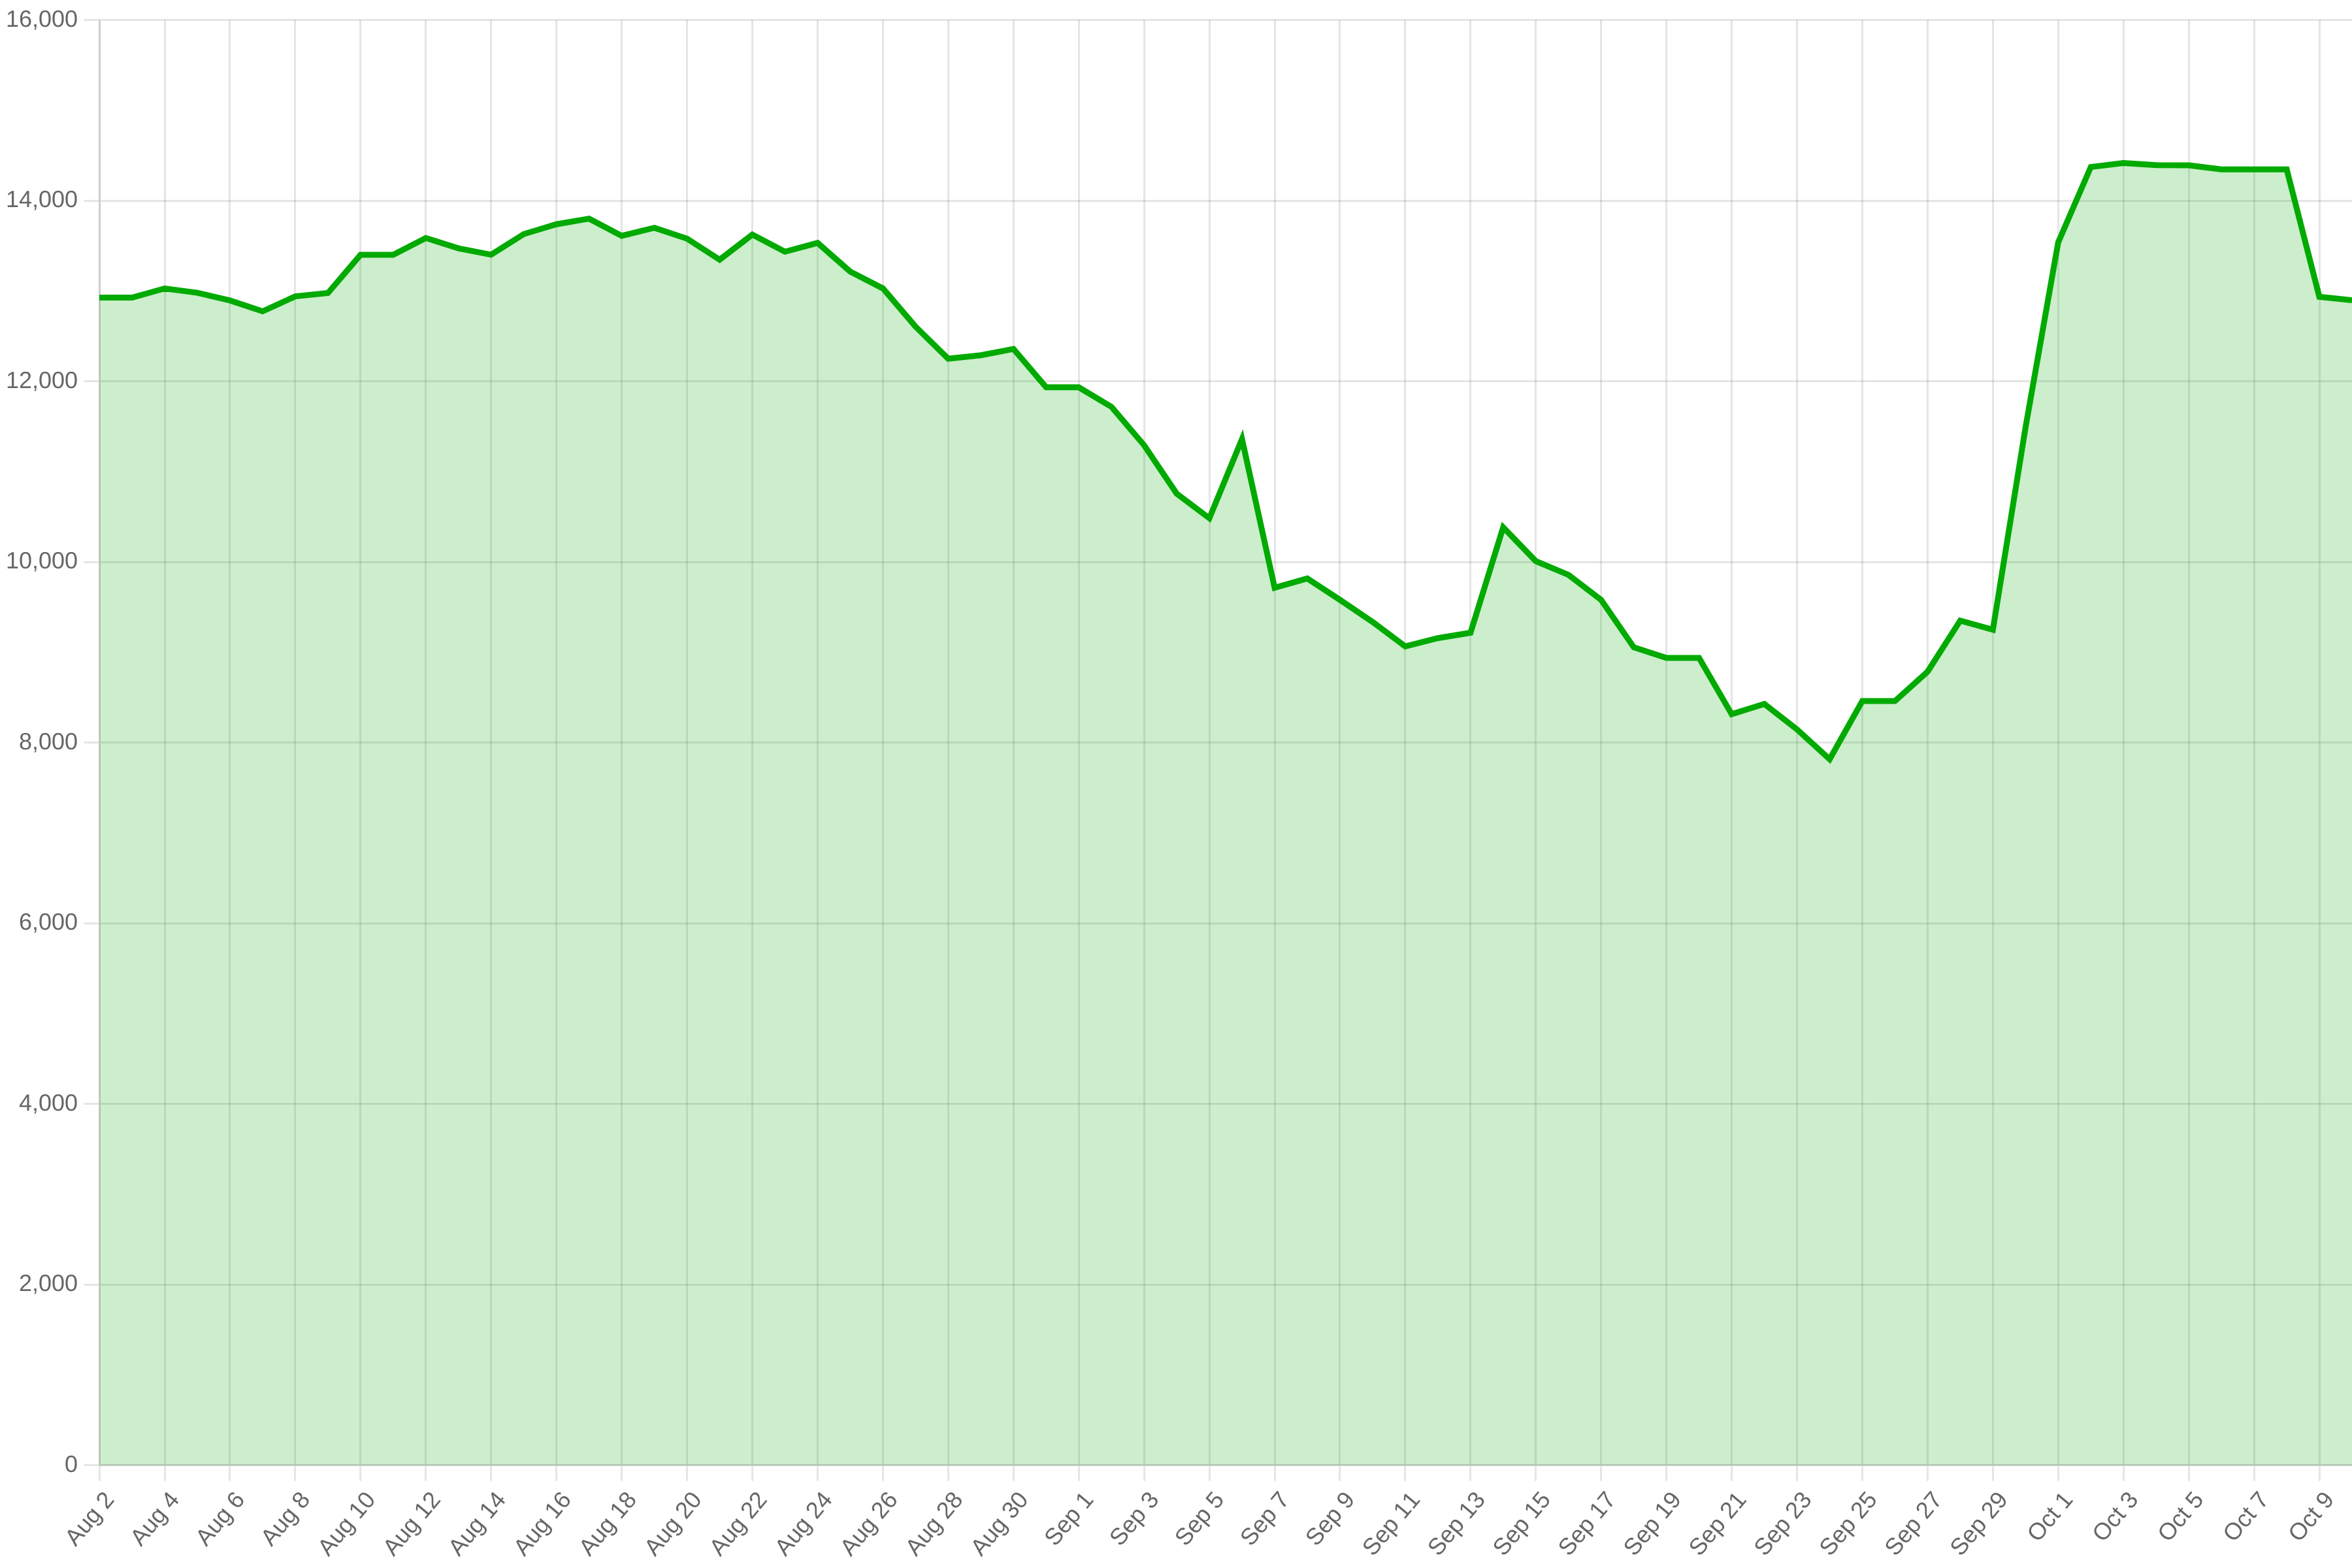 16,000
14,000
12,000
10,000
8,000
6,000
4,000
2,000
0
Aug 2
Aug 4
Aug 6
Aug 8
Aug 10
Aug 12
Aug 14
Aug 16
Aug 18
Aug 20
Aug 22
Aug 24
Aug 26
Aug 28
Aug 30
Sep 1
Sep 3
Sep 5
Sep 7
Sep 9
Sep 11
Sep 13
Sep 15
Sep 17
Sep 19
Sep 21
Sep 23
Sep 25
Sep 27
Sep 29
Oct 1
Oct 3
Oct 5
Oct 7
Oct 9